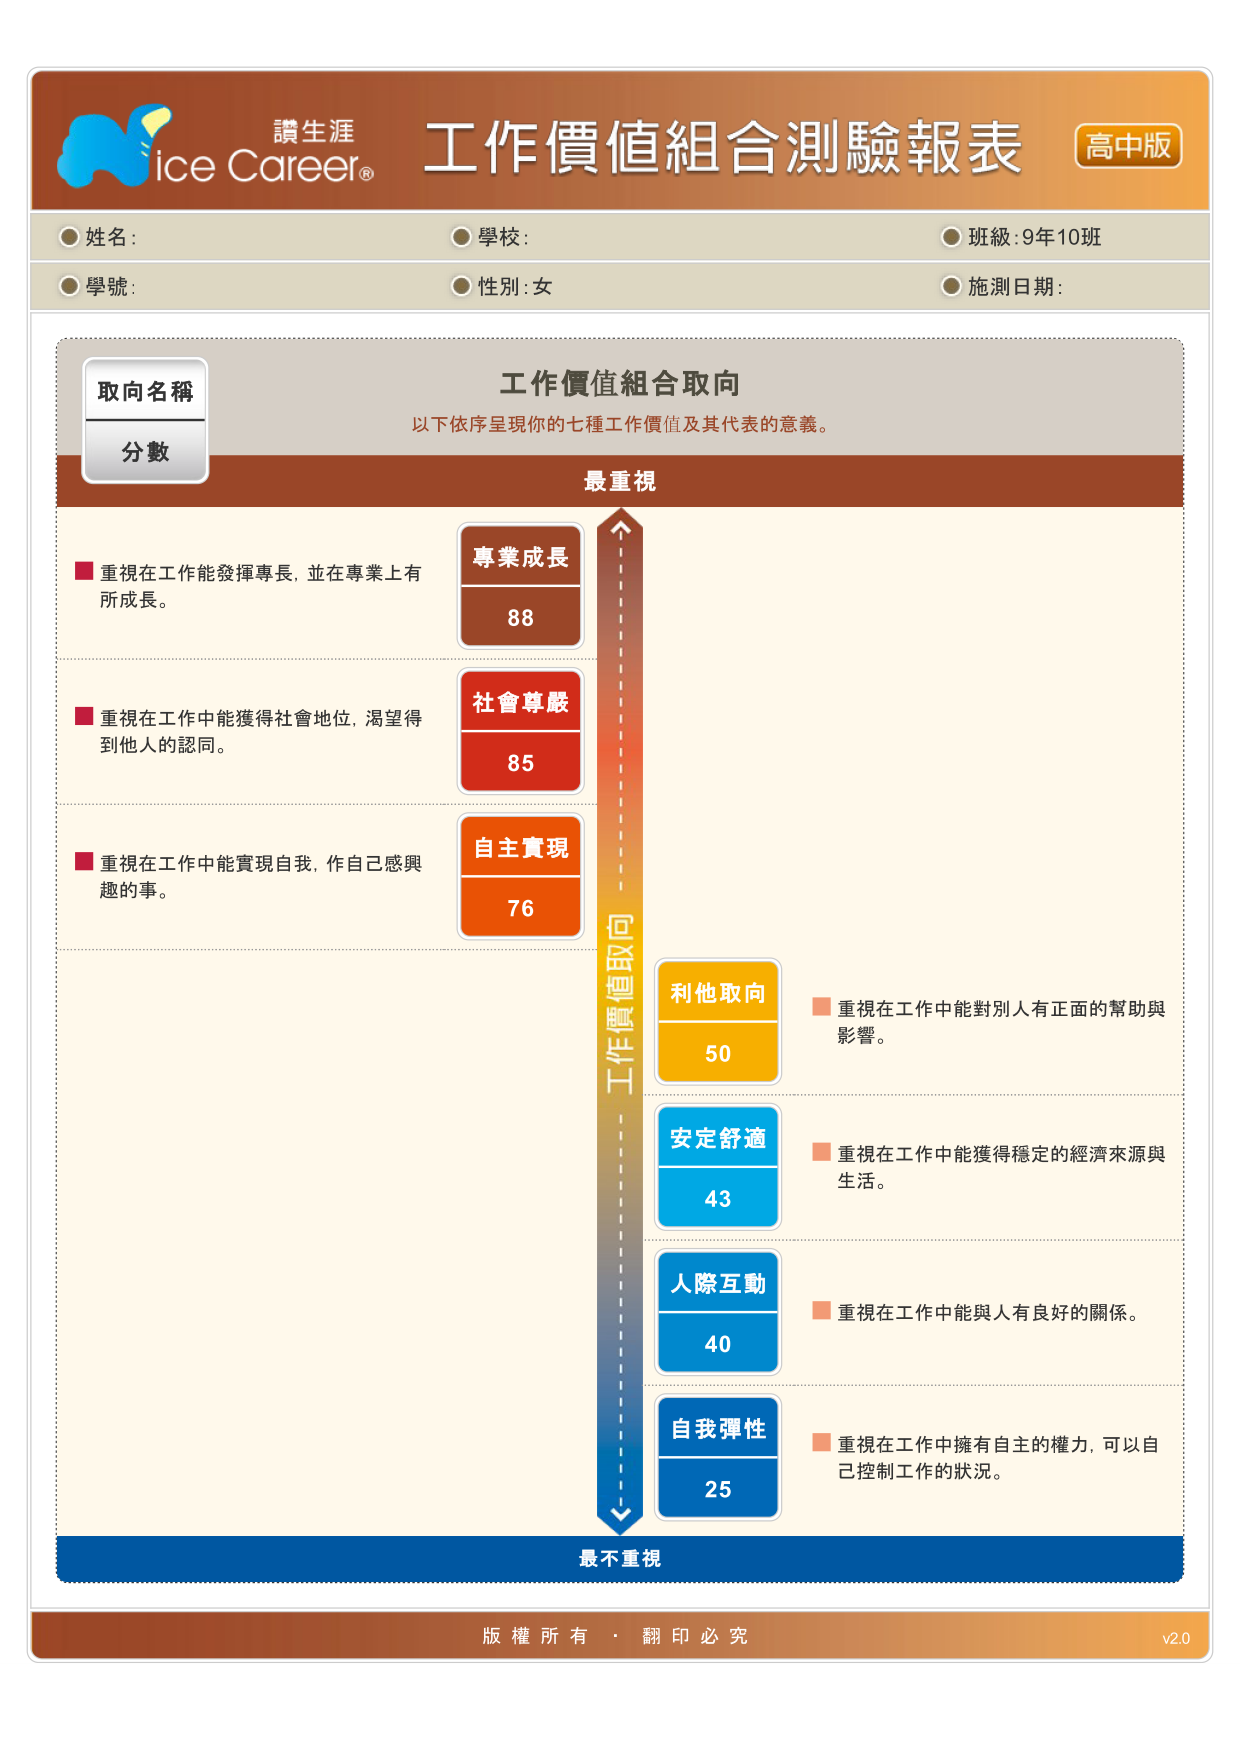 讚生涯
Nice Career®
工作價值組合測驗報表
高中版
姓名:
學校:
班級:9年10班
學號:
性別:女
施測日期:
取向名稱
分數
工作價值組合取向
以下依序呈現你的七種工作價值及其代表的意義。
最重視
重視在工作能發揮專長, 並在專業上有
所成長。
專業成長
88
重視在工作中能獲得社會地位, 渴望得
到他人的認同。
社會尊嚴
85
重視在工作中能實現自我, 作自己感興
趣的事。
自主實現
76
工作價值取向
利他取向
50
重視在工作中能對別人有正面的幫助與
影響。
安定舒適
43
重視在工作中能獲得穩定的經濟來源與
生活。
人際互動
40
重視在工作中能與人有良好的關係。
自我彈性
25
重視在工作中擁有自主的權力, 可以自
己控制工作的狀況。
最不重視
版權所有 · 翻印必究
v2.0